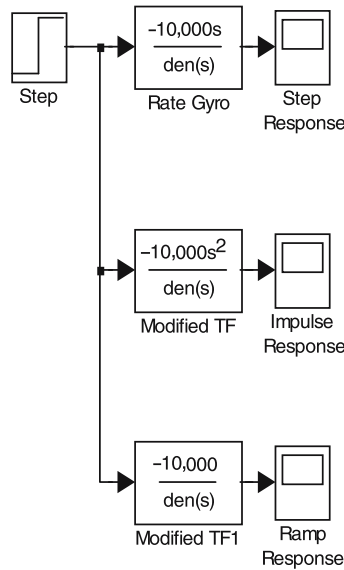 -10,000s
den(s)
Step
Rate Gyro
Step
Response
-10,000s²
den(s)
Modified TF
Impulse
Response
-10,000
den(s)
Modified TF1
Ramp
Response